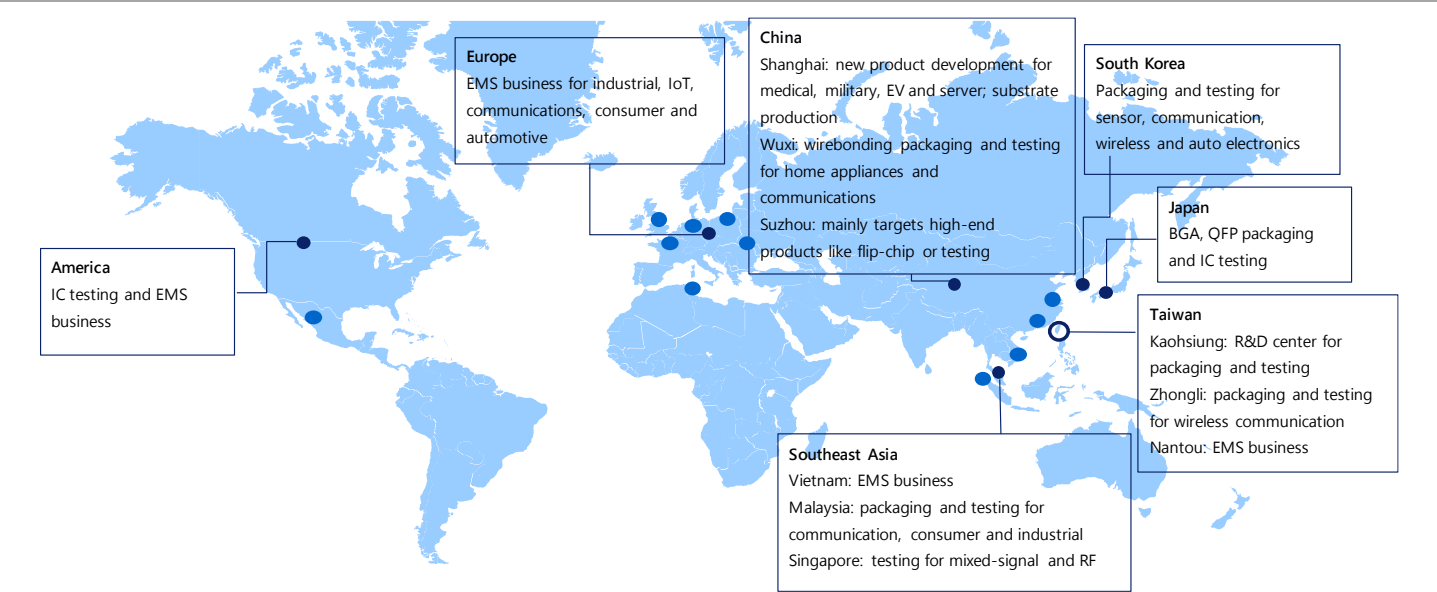 Europe
EMS business for industrial, IoT,
communications, consumer and
automotive
China
Shanghai: new product development for
medical, military, EV and server; substrate
production
Wuxi: wirebonding packaging and testing
for home appliances and
communications
Suzhou: mainly targets high-end
products like flip-chip or testing
South Korea
Packaging and testing for
sensor, communication,
wireless and auto electronics
Japan
BGA, QFP packaging
and IC testing
America
IC testing and EMS
business
Taiwan
Kaohsiung: R&D center for
packaging and testing
Zhongli: packaging and testing
for wireless communication
Nantou: EMS business
Southeast Asia
Vietnam: EMS business
Malaysia: packaging and testing for
communication, consumer and industrial
Singapore: testing for mixed-signal and RF